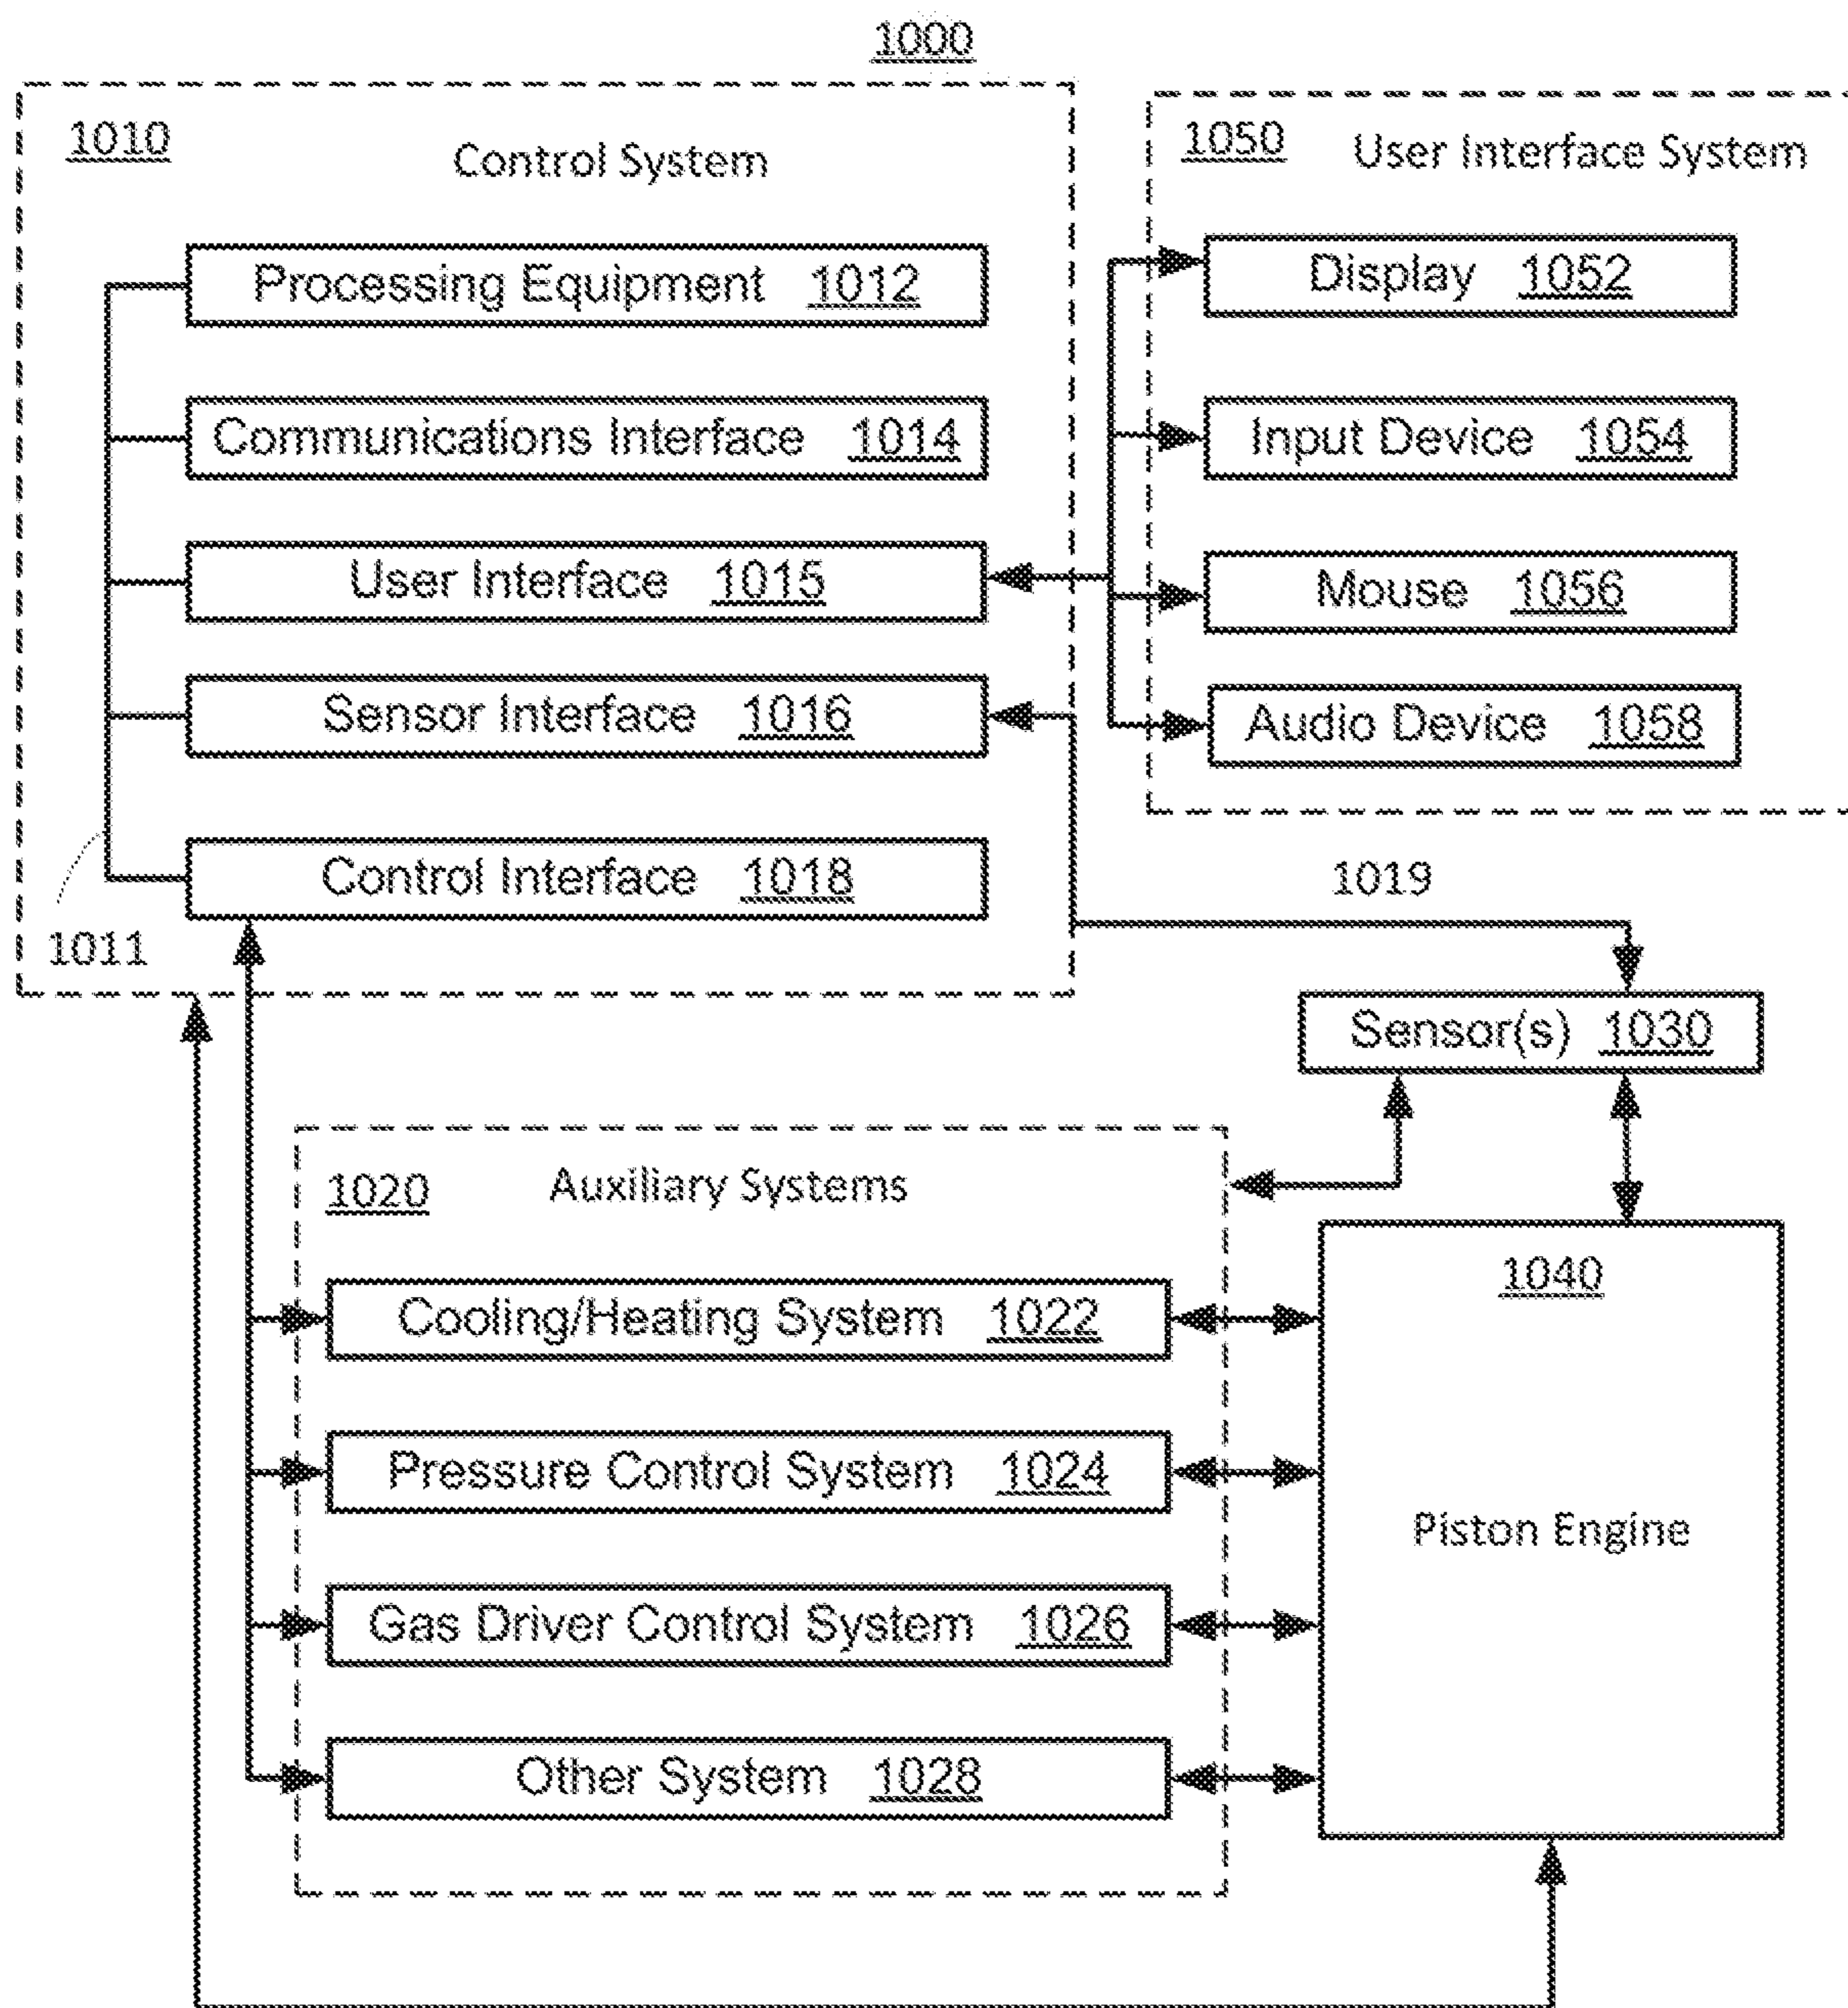 1000
1010
Control System
Processing Equipment 1012
Communications Interface 1014
User Interface 1015
Sensor Interface 1016
Control Interface 1018
1011
1050 User Interface System
Display 1052
Input Device 1054
Mouse 1056
Audio Device 1058
1019
Sensor(s) 1030
1020 Auxiliary Systems
Cooling/Heating System 1022
Pressure Control System 1024
Gas Driver Control System 1026
Other System 1028
1040
Piston Engine